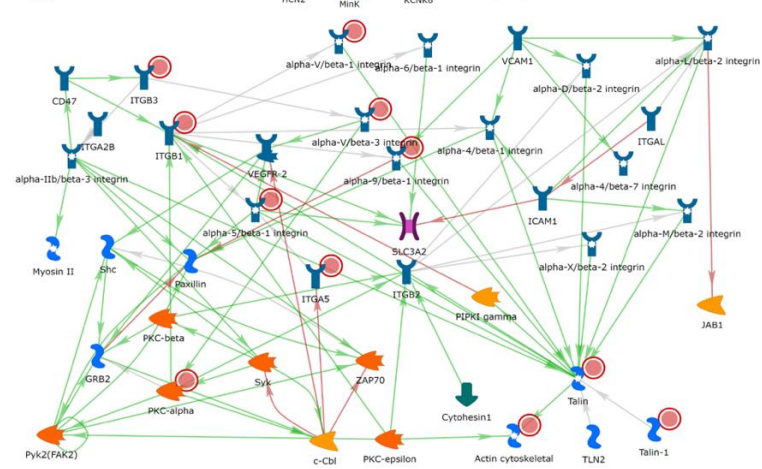 MinK
alpha-V/beta-1 integrin
alpha-6/beta-1 integrin
VCAM1
alpha-L/beta-2 integrin
CD47
ITGB3
alpha-D/beta-2 integrin
ITGA2B
ITGB1
alpha-V/beta-3 integrin
alpha-4/beta-1 integrin
ITGAL
alpha-IIb/beta-3 integrin
VEGFR-2
alpha-9/beta-1 integrin
alpha-4/beta-7 integrin
ICAM1
alpha-5/beta-1 integrin
alpha-M/beta-2 integrin
SLC3A2
Myosin II
Shc
Paxillin
ITGA5
ITGB2
alpha-X/beta-2 integrin
PIPKI gamma
JAB1
PKC-beta
GRB2
Syk
ZAP70
PKC-alpha
Cytohesin1
Talin
Pyk2(FAK2)
c-Cbl
PKC-epsilon
Actin cytoskeletal
TLN2
Talin-1